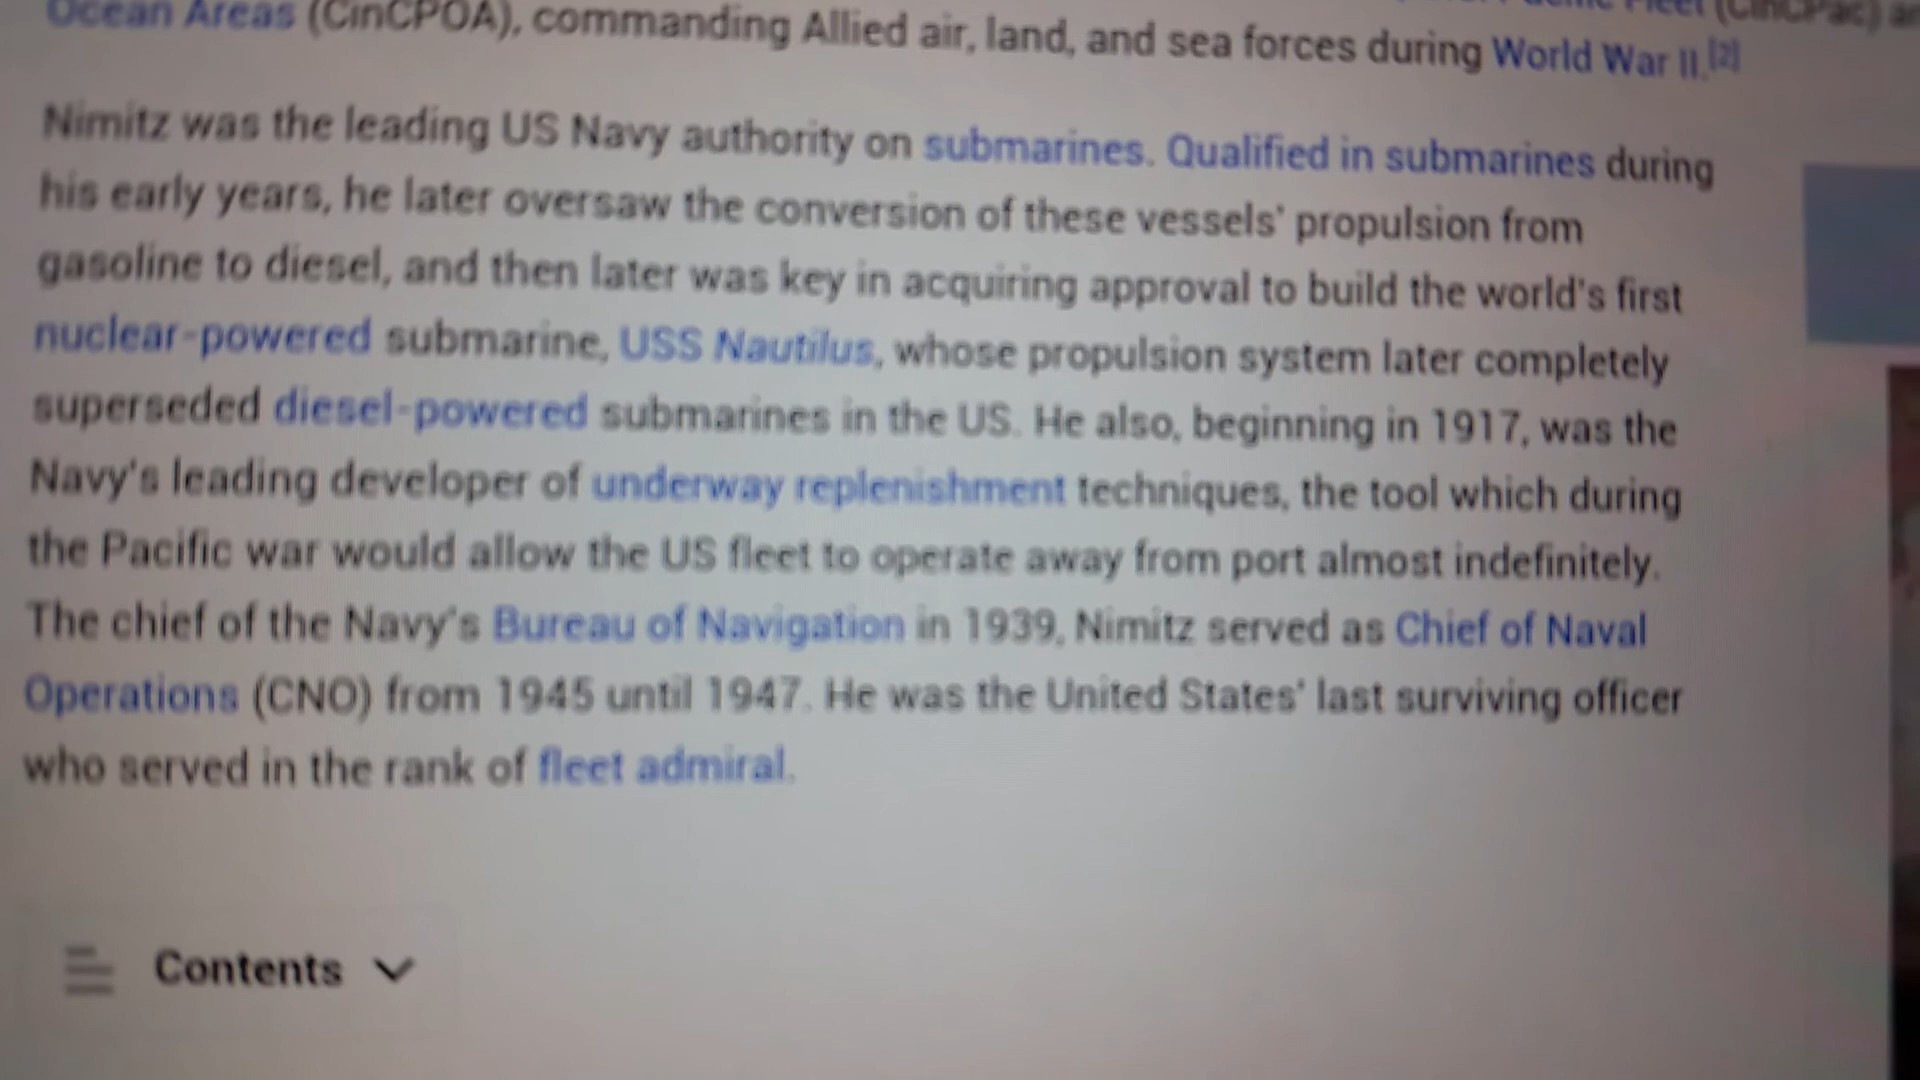 Fleet (CinCPac)
Ocean Areas (CinCPOA), commanding Allied air, land, and sea forces during World War II.[2]
Nimitz was the leading US Navy authority on submarines. Qualified in submarines during
his early years, he later oversaw the conversion of these vessels' propulsion from
gasoline to diesel, and then later was key in acquiring approval to build the world's first
nuclear-powered submarine, USS Nautilus, whose propulsion system later completely
superseded diesel-powered submarines in the US. He also, beginning in 1917, was the
Navy's leading developer of underway replenishment techniques, the tool which during
the Pacific war would allow the US fleet to operate away from port almost indefinitely.
The chief of the Navy's Bureau of Navigation in 1939, Nimitz served as Chief of Naval
Operations (CNO) from 1945 until 1947. He was the United States' last surviving officer
who served in the rank of fleet admiral.
Contents